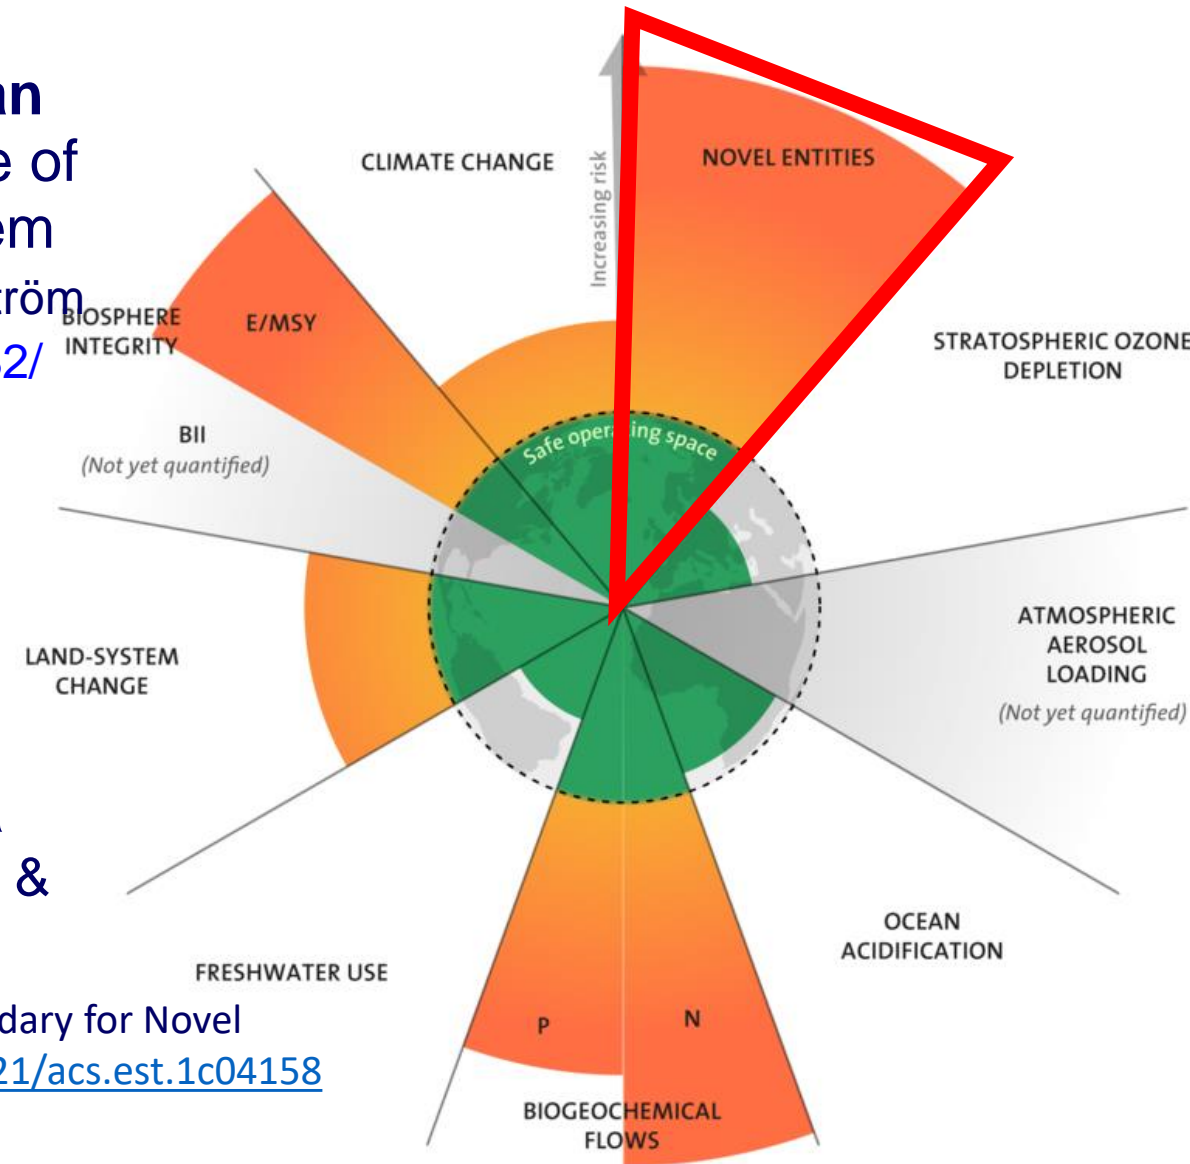 an
e of
em
tröm
32/
&
dary for Novel
21/acs.est.1c04158
CLIMATE CHANGE
Increasing risk
NOVEL ENTITIES
STRATOSPHERIC OZONE
DEPLETION
ATMOSPHERIC
AEROSOL
LOADING
(Not yet quantified)
OCEAN
ACIDIFICATION
N
P
BIOGEOCHEMICAL
FLOWS
FRESHWATER USE
LAND-SYSTEM
CHANGE
BII
(Not yet quantified)
BIOSPHERE
INTEGRITY
E/MSY
Safe operating space